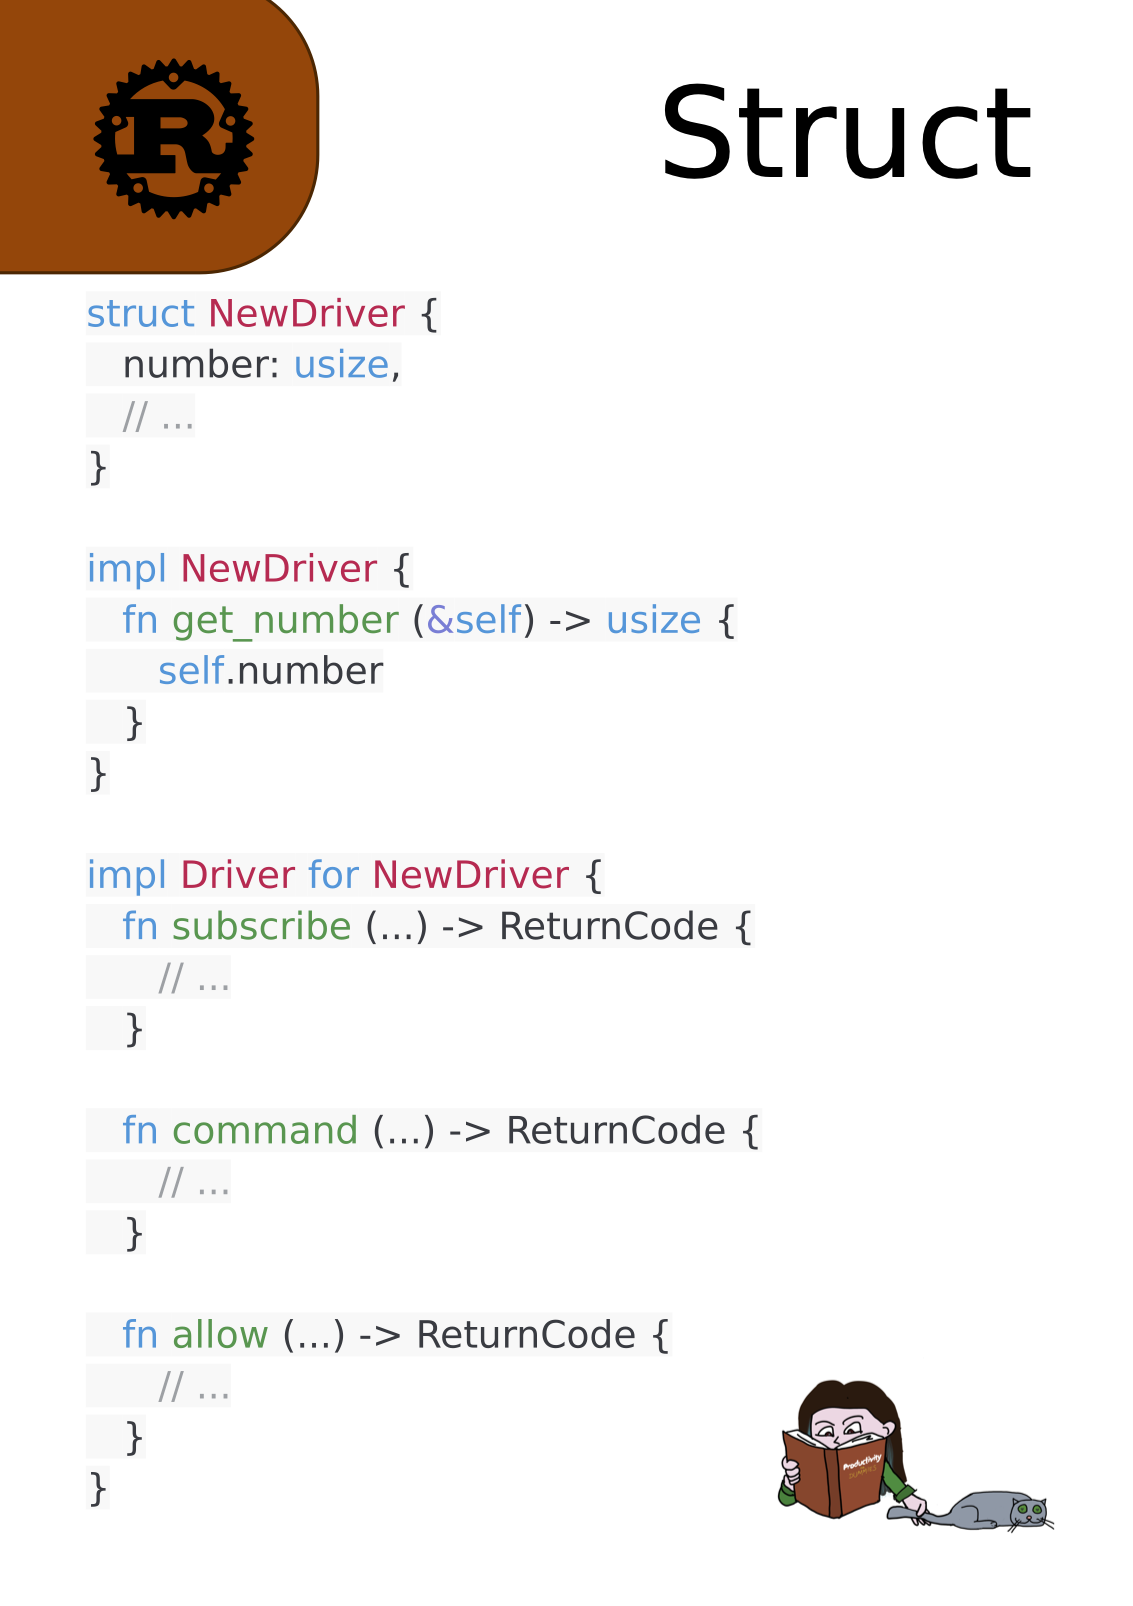 R
Struct
struct NewDriver {
    number: usize,
    // ...
}
impl NewDriver {
    fn get_number (&self) -> usize {
        self.number
    }
}
impl Driver for NewDriver {
    fn subscribe (...) -> ReturnCode {
        // ...
    }
    fn command (...) -> ReturnCode {
        // ...
    }
    fn allow (...) -> ReturnCode {
        // ...
    }
}
Productivity